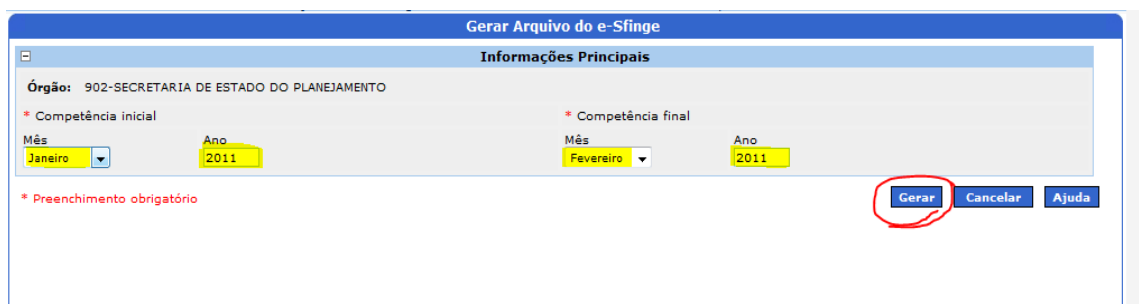 Gerar Arquivo do e-Sfinge
Informações Principais
Órgão: 902-SECRETARIA DE ESTADO DO PLANEJAMENTO
* Competência inicial * Competência final
Mês Ano Mês Ano
Janeiro 2011 Fevereiro 2011
* Preenchimento obrigatório Gerar Cancelar Ajuda